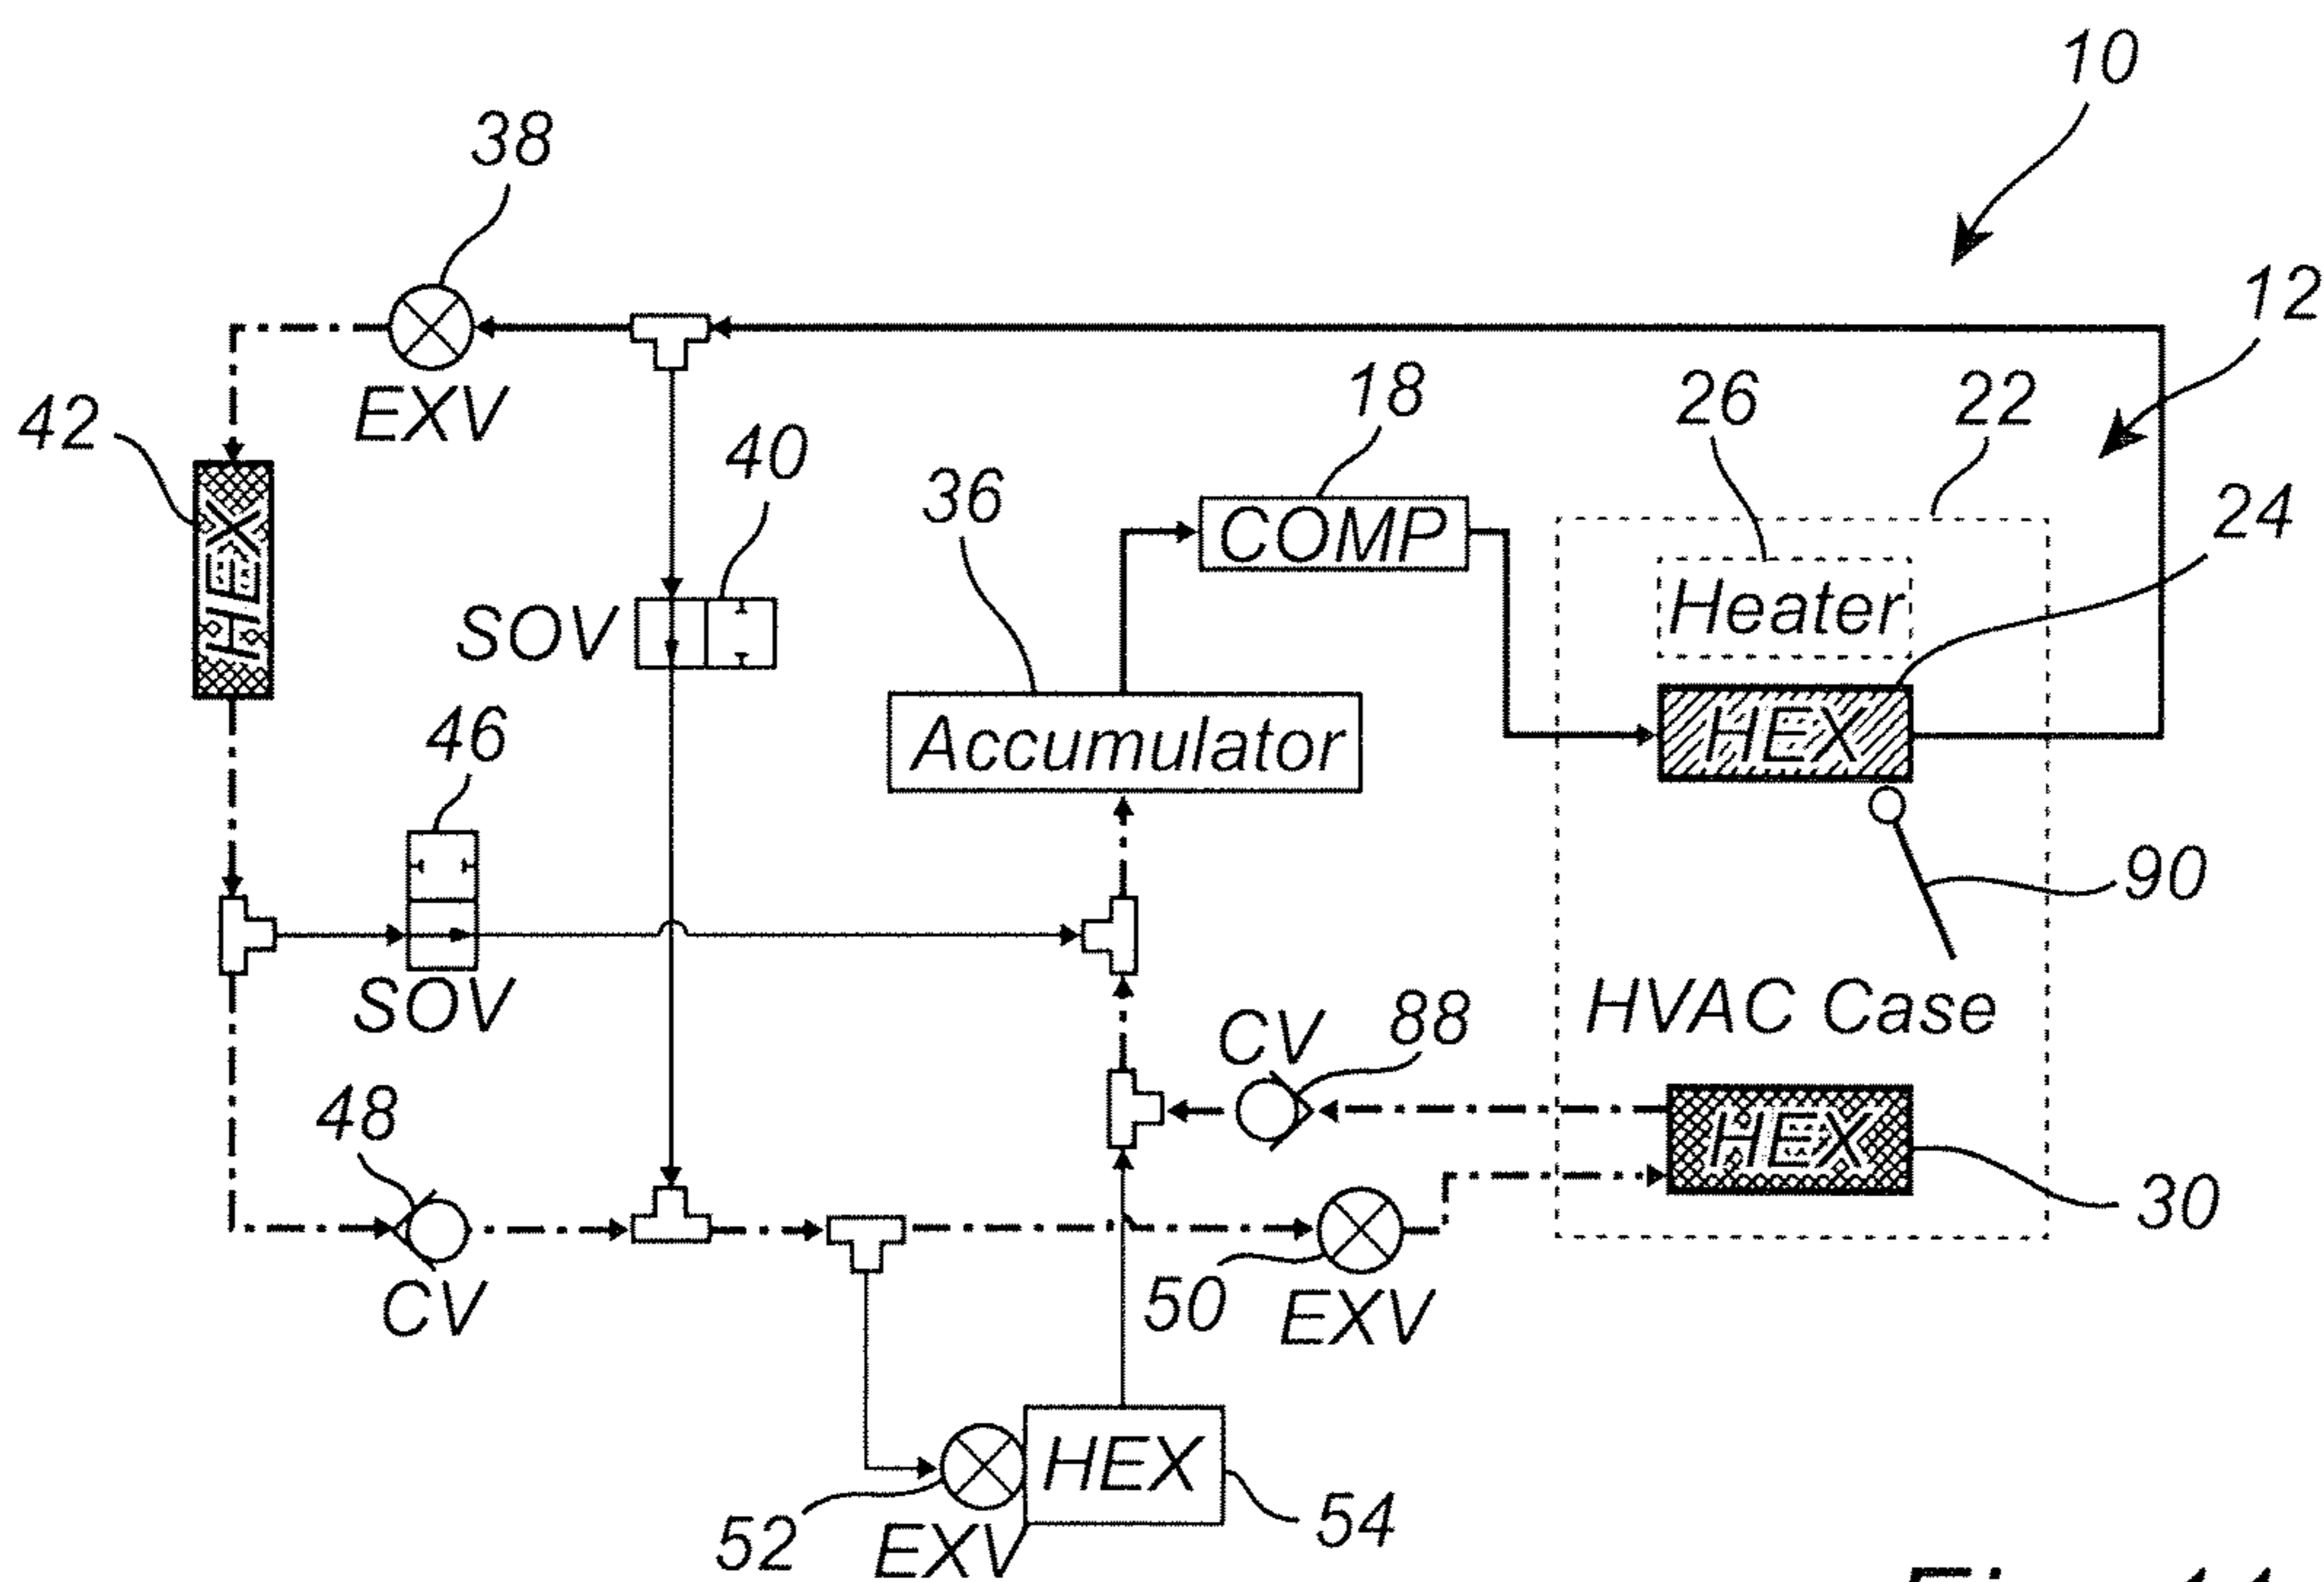 10
38
12
18
26
22
42
EXV
40
24
36
COMP
HEX
SOV
Heater
46
Accumulator
HEX
90
SOV
HVAC Case
CV
88
48
HEX
30
CV
50
EXV
HEX
52
EXV
54